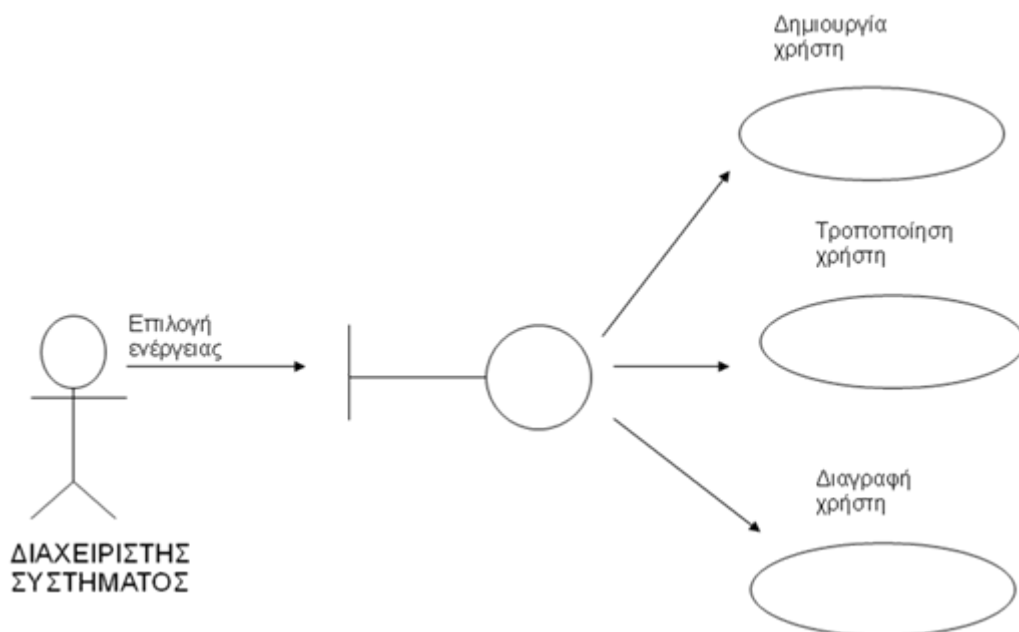 Δημιουργία
χρήστη
Τροποποίηση
χρήστη
Επιλογή
ενέργειας
Διαγραφή
χρήστη
ΔΙΑΧΕΙΡΙΣΤΗΣ
ΣΥΣΤΗΜΑΤΟΣ